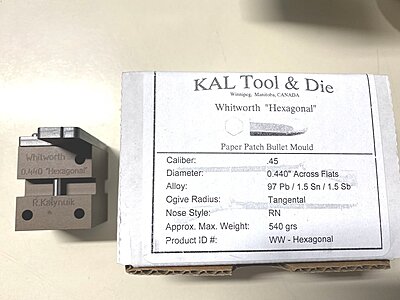 Whitworth
0.440 "Hexagonal"
R.Kalynuik
KAL Tool & Die
Winnipeg, Manitoba, CANADA
Whitworth "Hexagonal"
Paper Patch Bullet Mould
Caliber: .45
Diameter: 0.440" Across Flats
Alloy: 97 Pb / 1.5 Sn / 1.5 Sb
Ogive Radius: Tangental
Nose Style: RN
Approx. Max. Weight: 540 grs
Product ID #: WW - Hexagonal